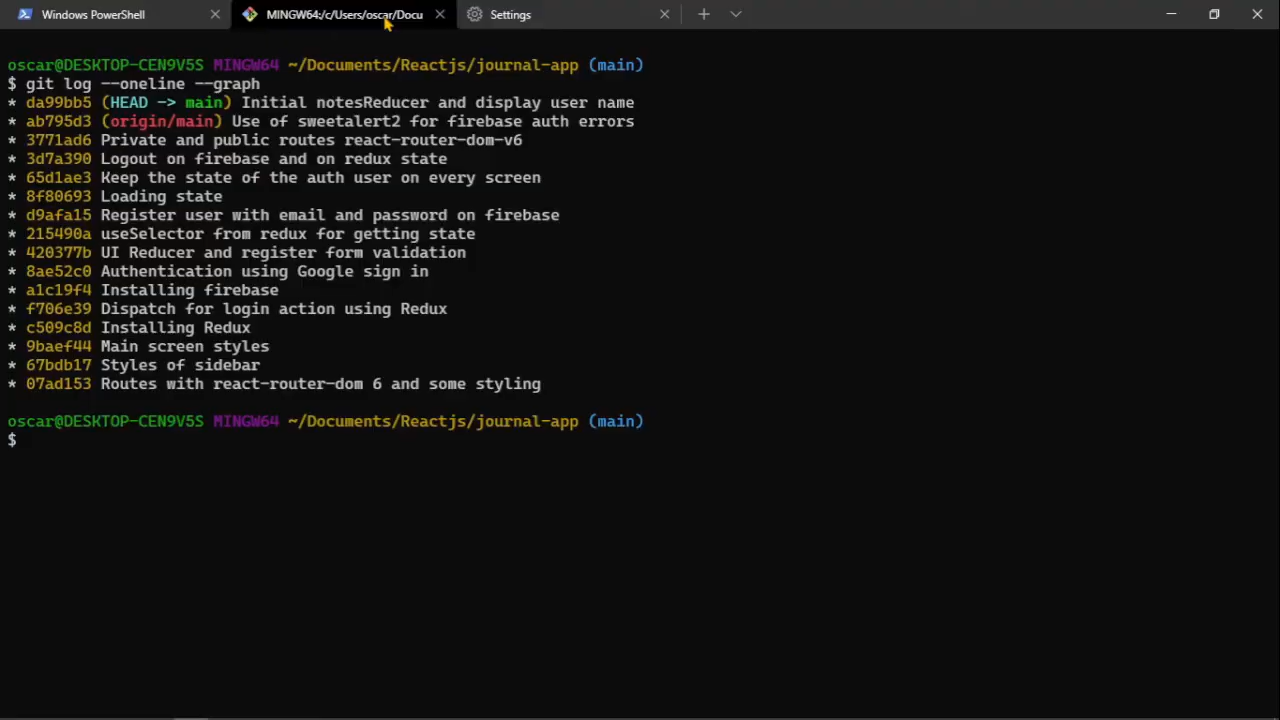 Windows PowerShell
MINGW64:/c/Users/oscar/Docu
Settings
oscar@DESKTOP-CEN9V5S MINGW64 ~/Documents/Reactjs/journal-app (main)
$ git log --oneline --graph
* da99bb5 (HEAD -> main) Initial notesReducer and display user name
* ab795d3 (origin/main) Use of sweetalert2 for firebase auth errors
* 3771ad6 Private and public routes react-router-dom-v6
* 3d7a390 Logout on firebase and on redux state
* 65d1ae3 Keep the state of the auth user on every screen
* 8f80693 Loading state
* d9afa15 Register user with email and password on firebase
* 215490a useSelector from redux for getting state
* 420377b UI Reducer and register form validation
* 8ae52c0 Authentication using Google sign in
* a1c19f4 Installing firebase
* f706e39 Dispatch for login action using Redux
* c509c8d Installing Redux
* 9baef44 Main screen styles
* 67bdb17 Styles of sidebar
* 07ad153 Routes with react-router-dom 6 and some styling
oscar@DESKTOP-CEN9V5S MINGW64 ~/Documents/Reactjs/journal-app (main)
$